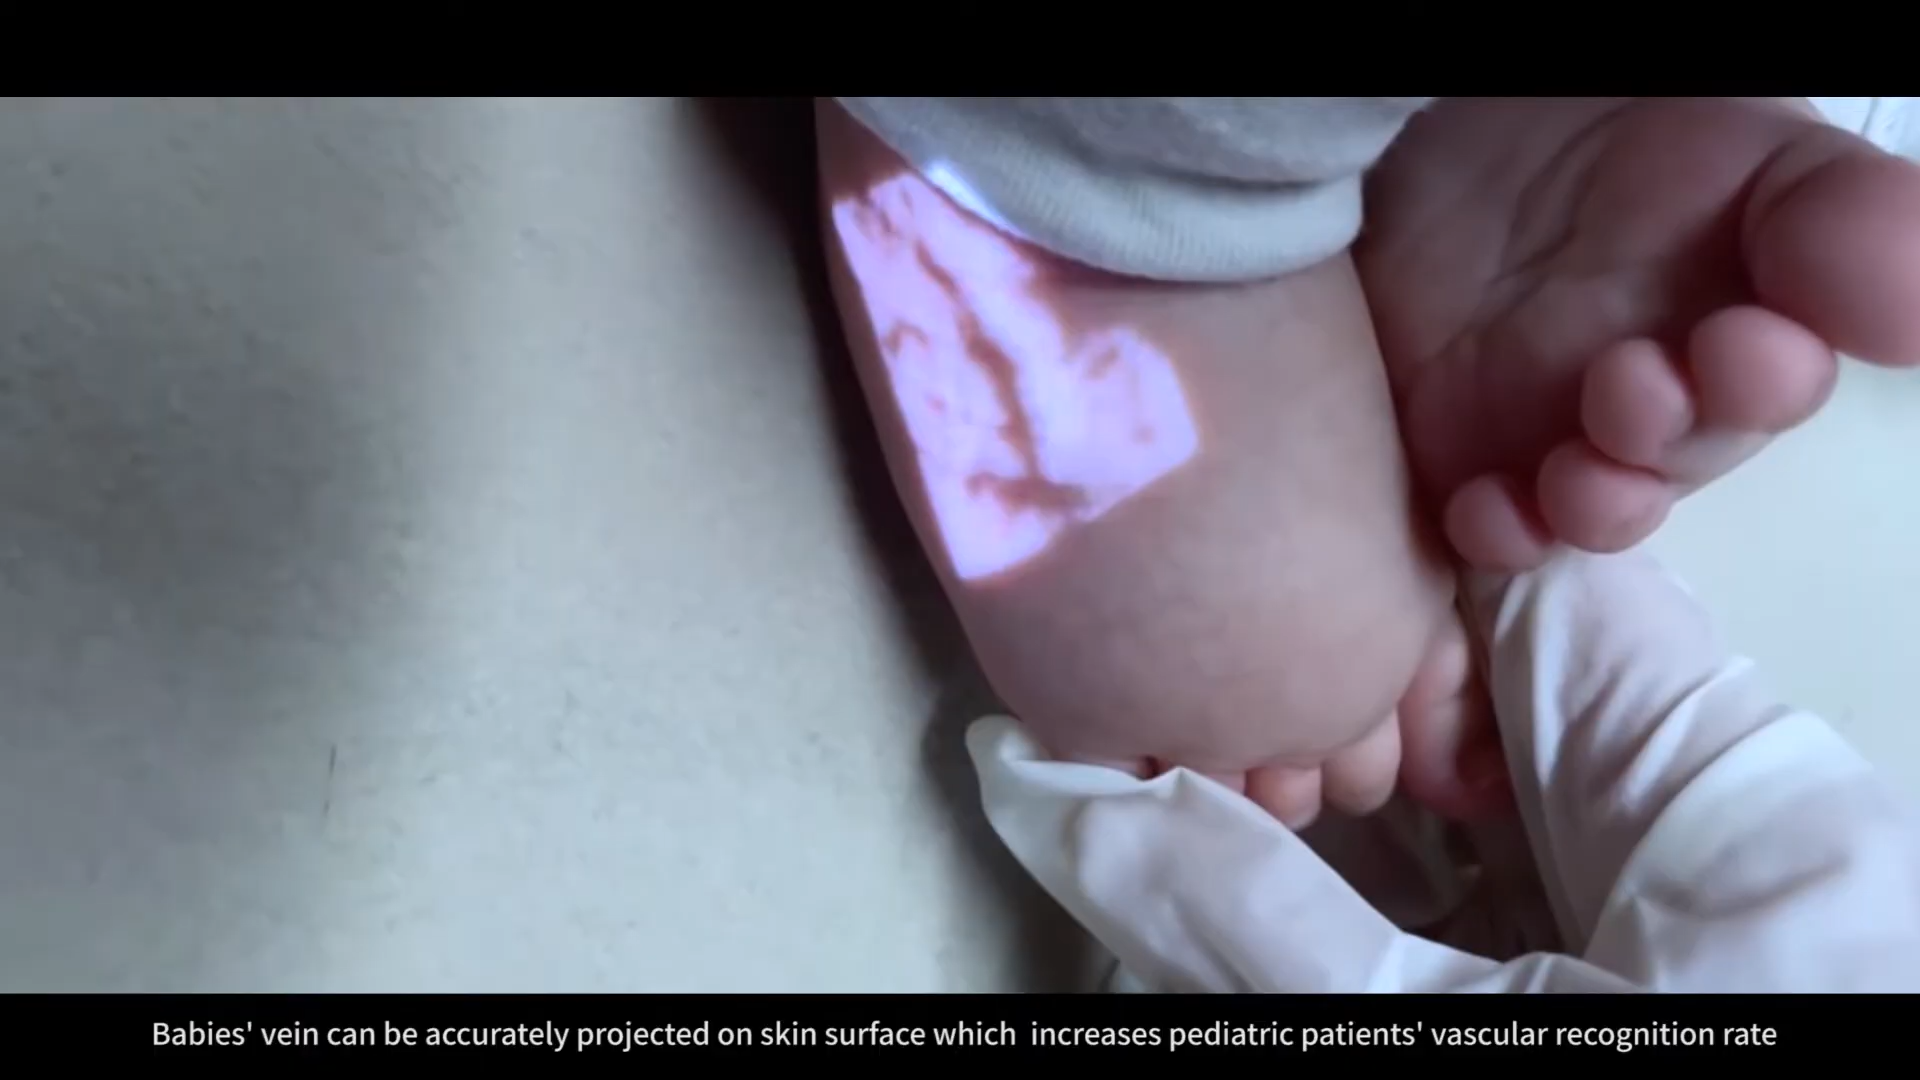 Babies' vein can be accurately projected on skin surface which  increases pediatric patients' vascular recognition rate